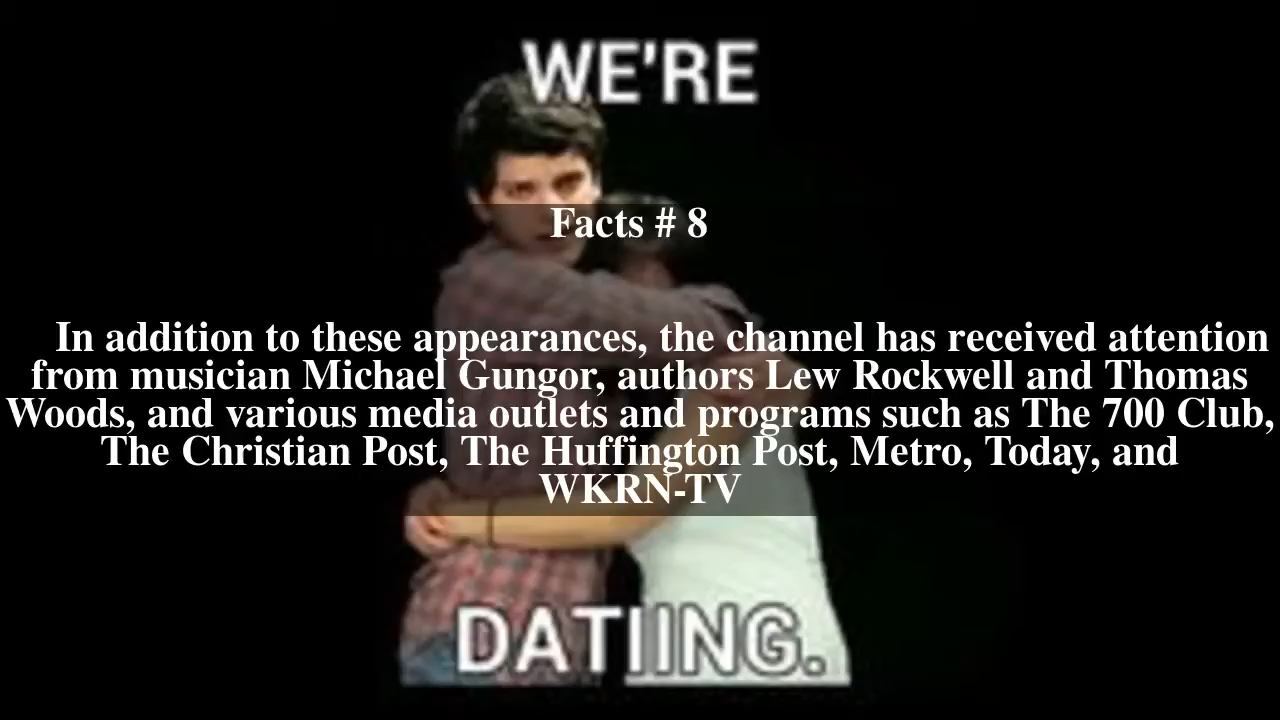 WE'RE
Facts # 8
In addition to these appearances, the channel has received attention
from musician Michael Gungor, authors Lew Rockwell and Thomas
Woods, and various media outlets and programs such as The 700 Club,
The Christian Post, The Huffington Post, Metro, Today, and
WKRN-TV
DATIING.